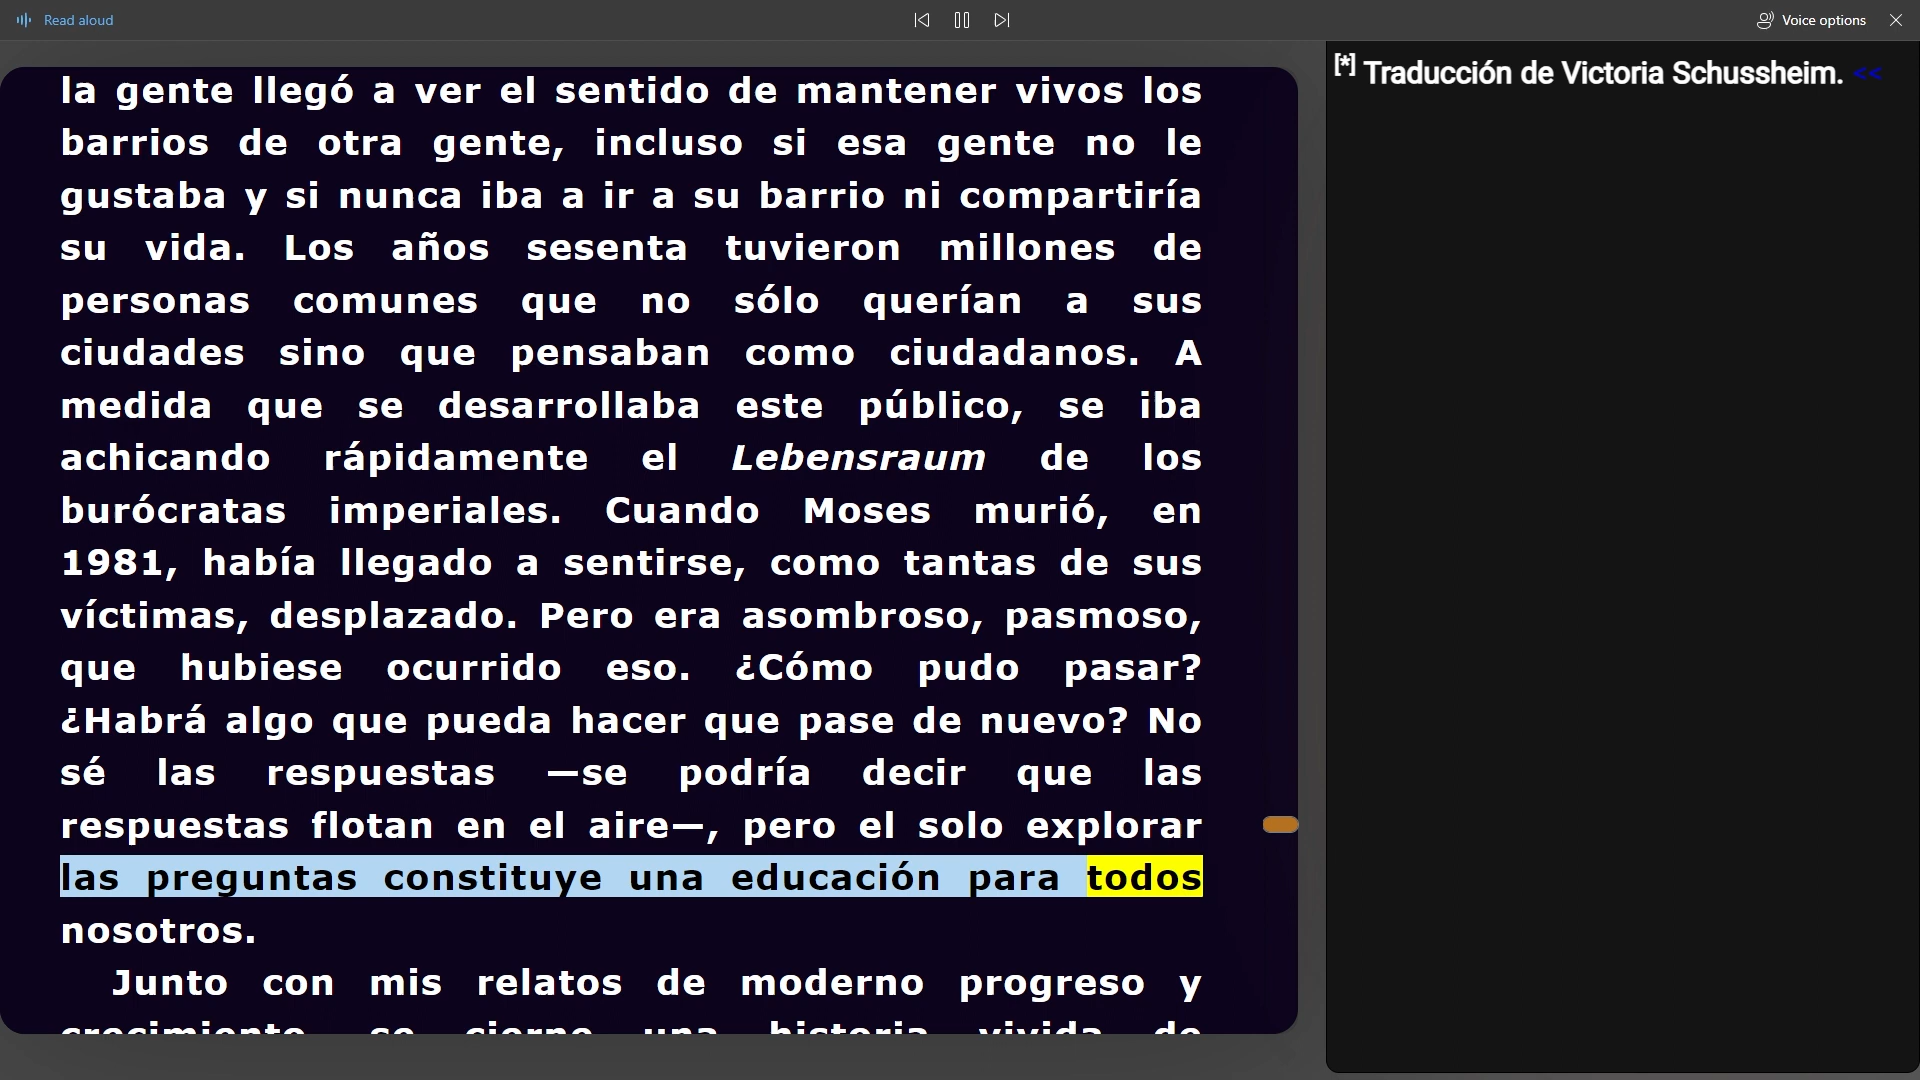 Read aloud
Voice options
la gente llegó a ver el sentido de mantener vivos los
barrios de otra gente, incluso si esa gente no le
gustaba y si nunca iba a ir a su barrio ni compartiría
su vida. Los años sesenta tuvieron millones de
personas comunes que no sólo querían a sus
ciudades sino que pensaban como ciudadanos. A
medida que se desarrollaba este público, se iba
achicando rápidamente el Lebensraum de los
burócratas imperiales. Cuando Moses murió, en
1981, había llegado a sentirse, como tantas de sus
víctimas, desplazado. Pero era asombroso, pasmoso,
que hubiese ocurrido eso. ¿Cómo pudo pasar?
¿Habrá algo que pueda hacer que pase de nuevo? No
sé las respuestas —se podría decir que las
respuestas flotan en el aire—, pero el solo explorar
las preguntas constituye una educación para todos
nosotros.
Junto con mis relatos de moderno progreso y
crecimiento se cierne una historia vivida de
[*] Traducción de Victoria Schussheim. <<